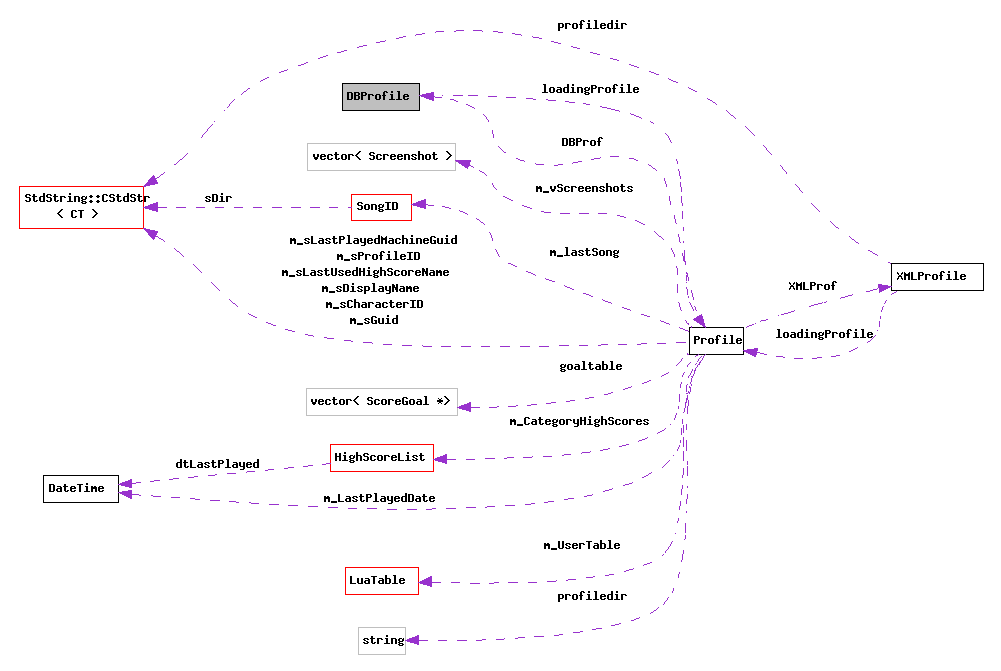 profiledir
DBProfile
loadingProfile
DBProf
vector< Screenshot >
m_vScreenshots
StdString::CStdStr
< CT >
sDir
SongID
m_lastSong
m_sLastPlayedMachineGuid
m_sProfileID
m_sLastUsedHighScoreName
m_sDisplayName
m_sCharacterID
m_sGuid
XMLProfile
XMLProf
loadingProfile
Profile
goaltable
vector< ScoreGoal *>
m_CategoryHighScores
HighScoreList
dtLastPlayed
DateTime
m_LastPlayedDate
m_UserTable
LuaTable
profiledir
string